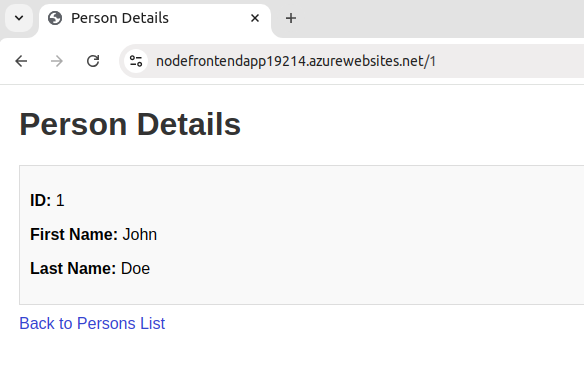 Person Details
nodefrontendapp19214.azurewebsites.net/1
Person Details
ID: 1
First Name: John
Last Name: Doe
Back to Persons List